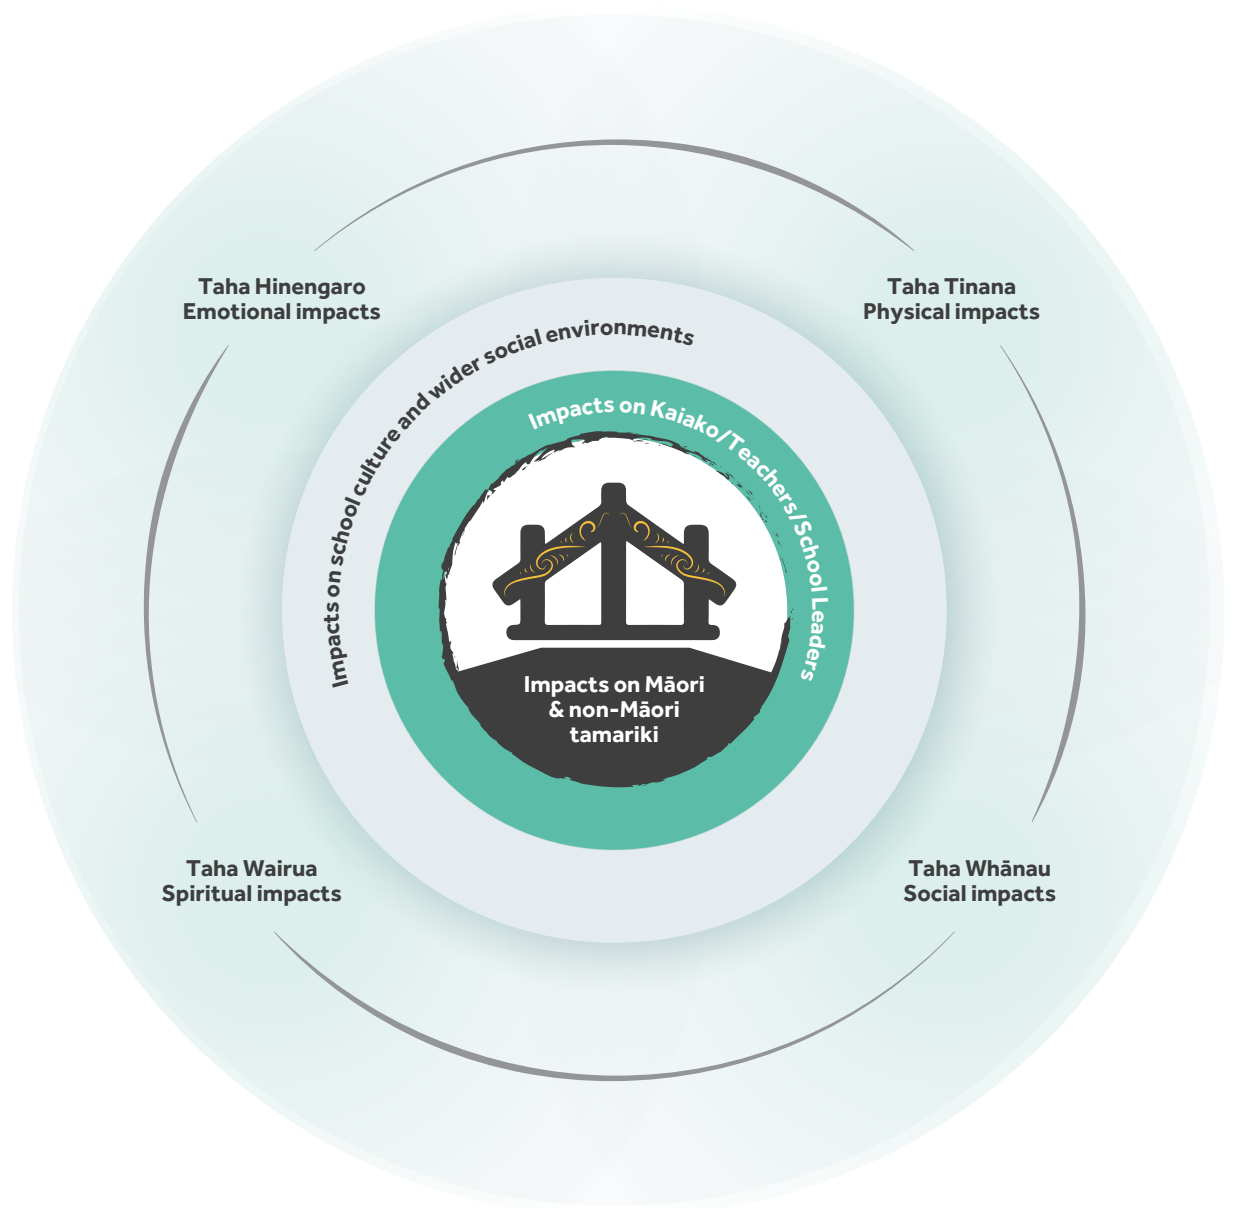 Taha Hinengaro
Emotional impacts
Taha Tinana
Physical impacts
Impacts on school culture and wider social environments
Impacts on Kaiako/Teachers/School Leaders
Impacts on Māori
& non-Māori
tamariki
Taha Wairua
Spiritual impacts
Taha Whānau
Social impacts